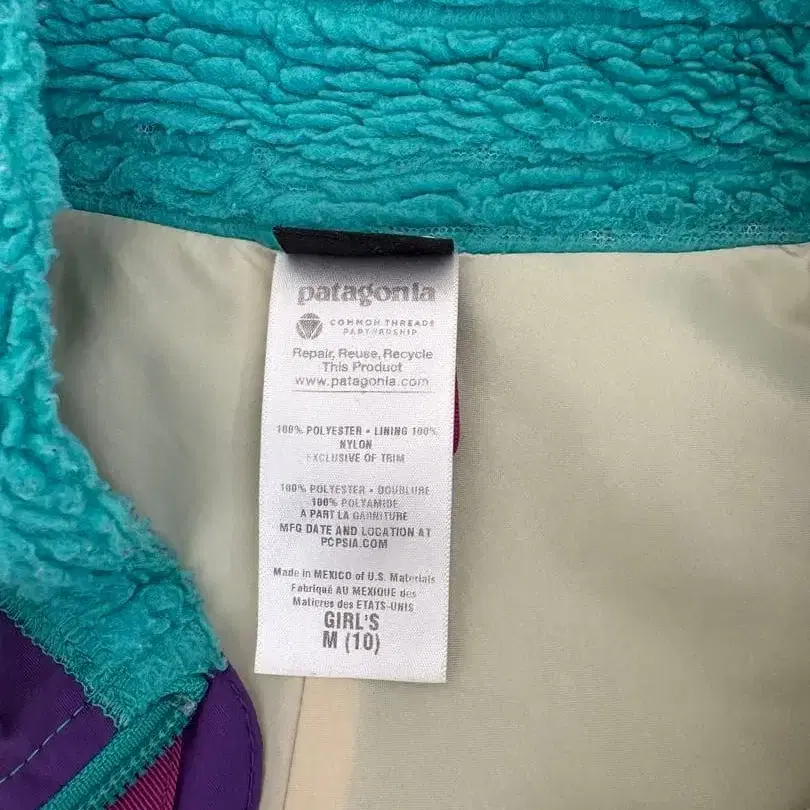 patagonia
COMMON THREADS
PARTNERSHIP
Repair, Reuse, Recycle
This Product
www.patagonia.com
100% POLYESTER • LINING 100%
NYLON
EXCLUSIVE OF TRIM
100% POLYESTER • DOUBLURE
100% POLYAMIDE
A PART LA GARNITURE
MFG DATE AND LOCATION AT
PCPSIA.COM
Made in MEXICO of U.S. Materials
Fabriqué AU MEXIQUE des
Matieres des ETATS-UNIS
GIRL'S
M (10)